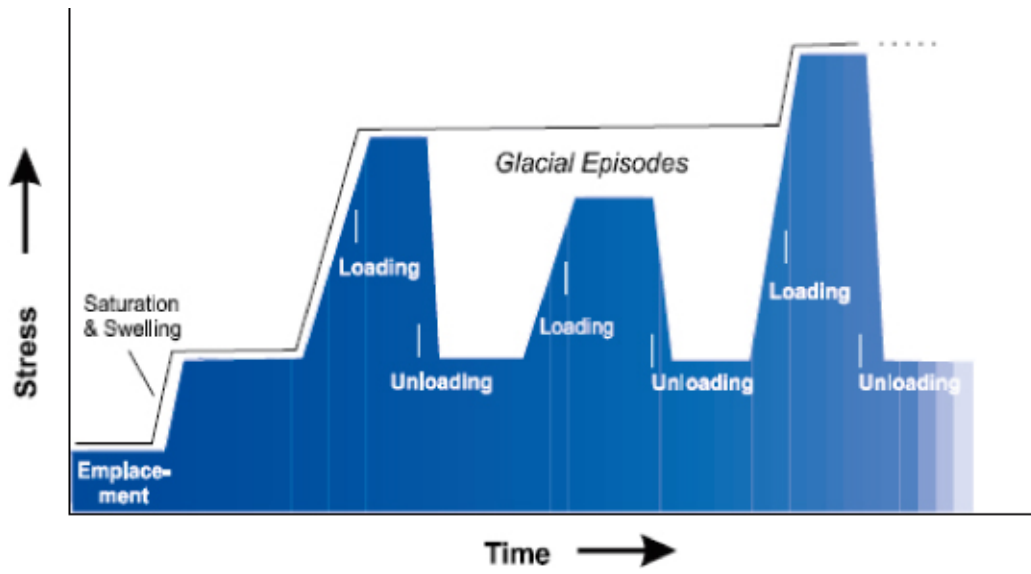 Glacial Episodes
Loading
Saturation
& Swelling
Loading
Loading
Unloading
Unloading
Unloading
Emplace-
ment
Stress
Time